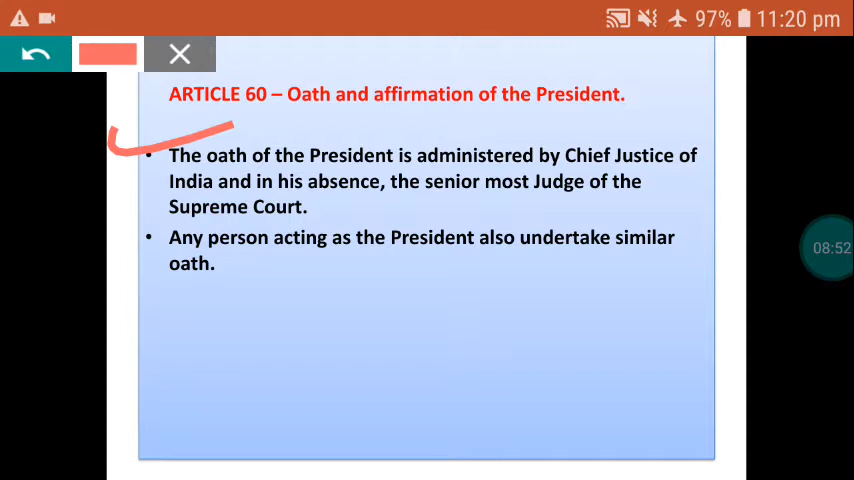 97% 11:20 pm
ARTICLE 60 – Oath and affirmation of the President.
• The oath of the President is administered by Chief Justice of
India and in his absence, the senior most Judge of the
Supreme Court.
• Any person acting as the President also undertake similar
oath.
08:52